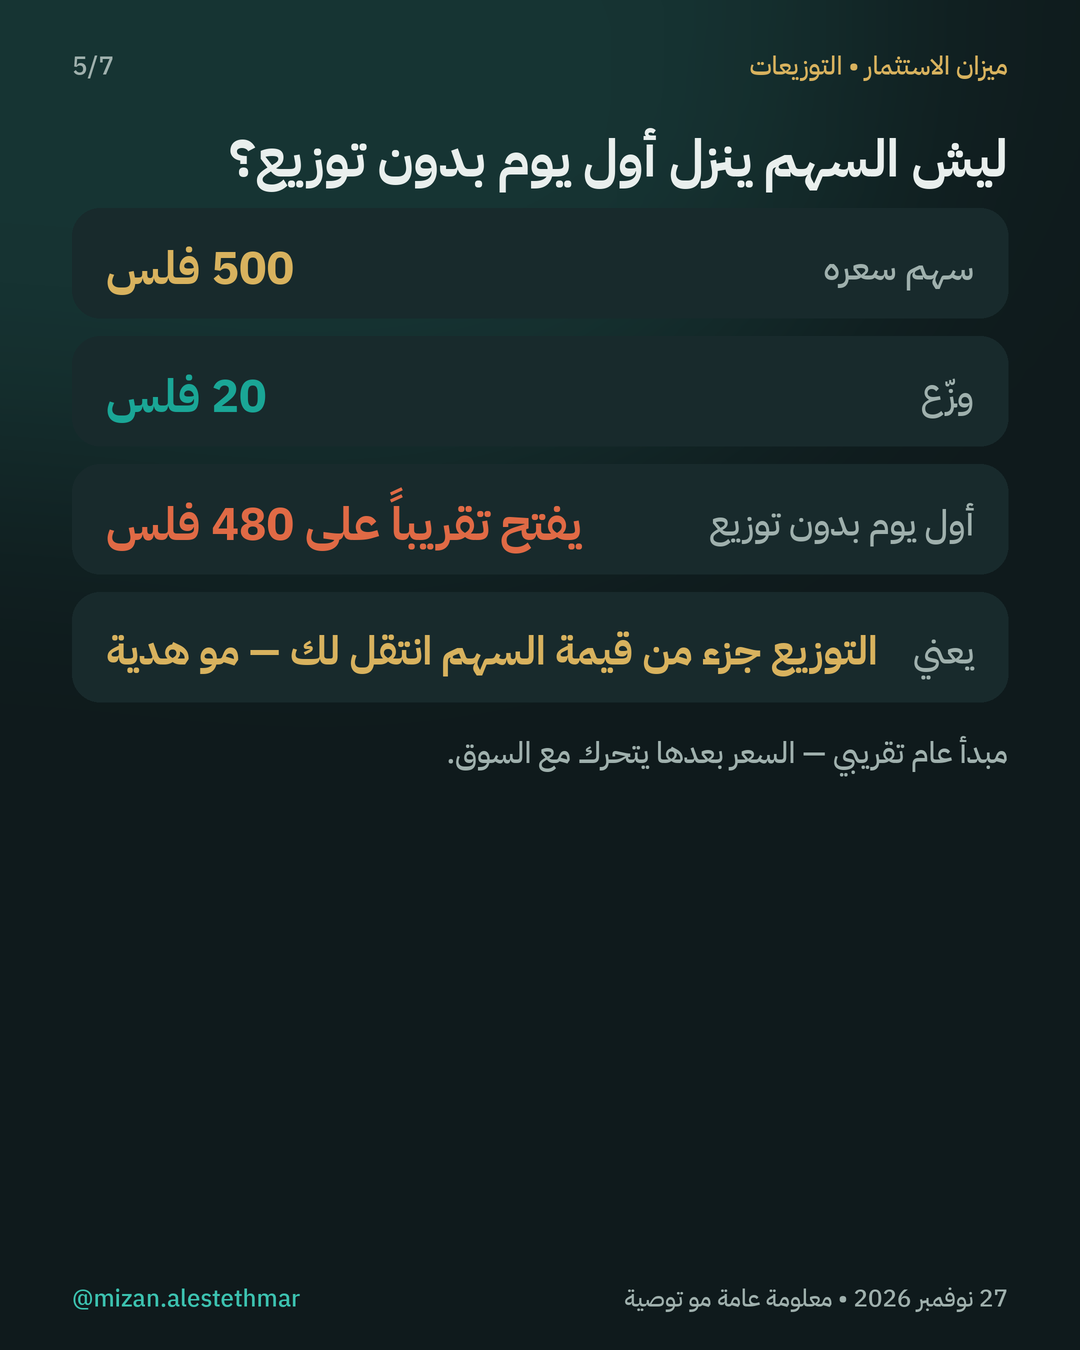 ميزان الاستثمار • التوزيعات
5/7
ليش السهم ينزل أول يوم بدون توزيع؟
سهم سعره 500 فلس
وزّع 20 فلس
أول يوم بدون توزيع يفتح تقريباً على 480 فلس
يعني التوزيع جزء من قيمة السهم انتقل لك — مو هدية
مبدأ عام تقريبي — السعر بعدها يتحرك مع السوق.
27 نوفمبر 2026 • معلومة عامة مو توصية
@mizan.alestethmar